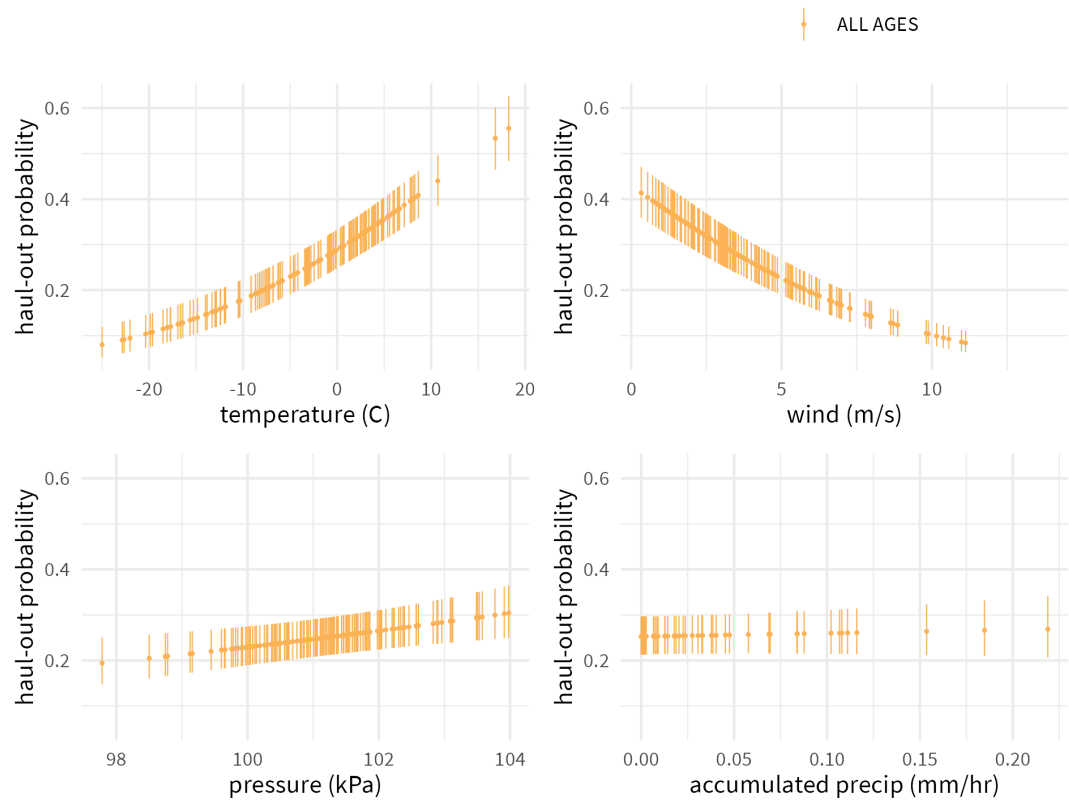 ALL AGES
haul-out probability
0.6
0.4
0.2
-20 -10 0 10 20
temperature (C)
haul-out probability
0.6
0.4
0.2
0 5 10
wind (m/s)
haul-out probability
0.6
0.4
0.2
98 100 102 104
pressure (kPa)
haul-out probability
0.6
0.4
0.2
0.00 0.05 0.10 0.15 0.20
accumulated precip (mm/hr)